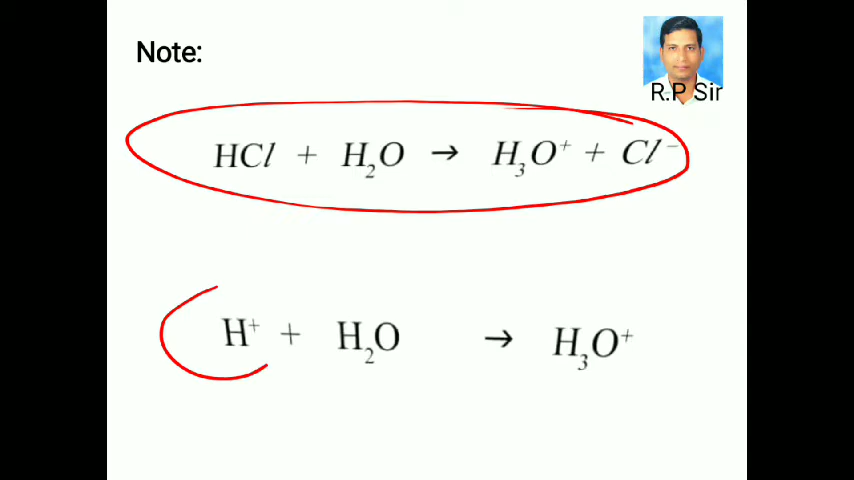 Note:
R.P Sir
HCl + H₂O → H₃O⁺ + Cl⁻
H⁺ + H₂O → H₃O⁺